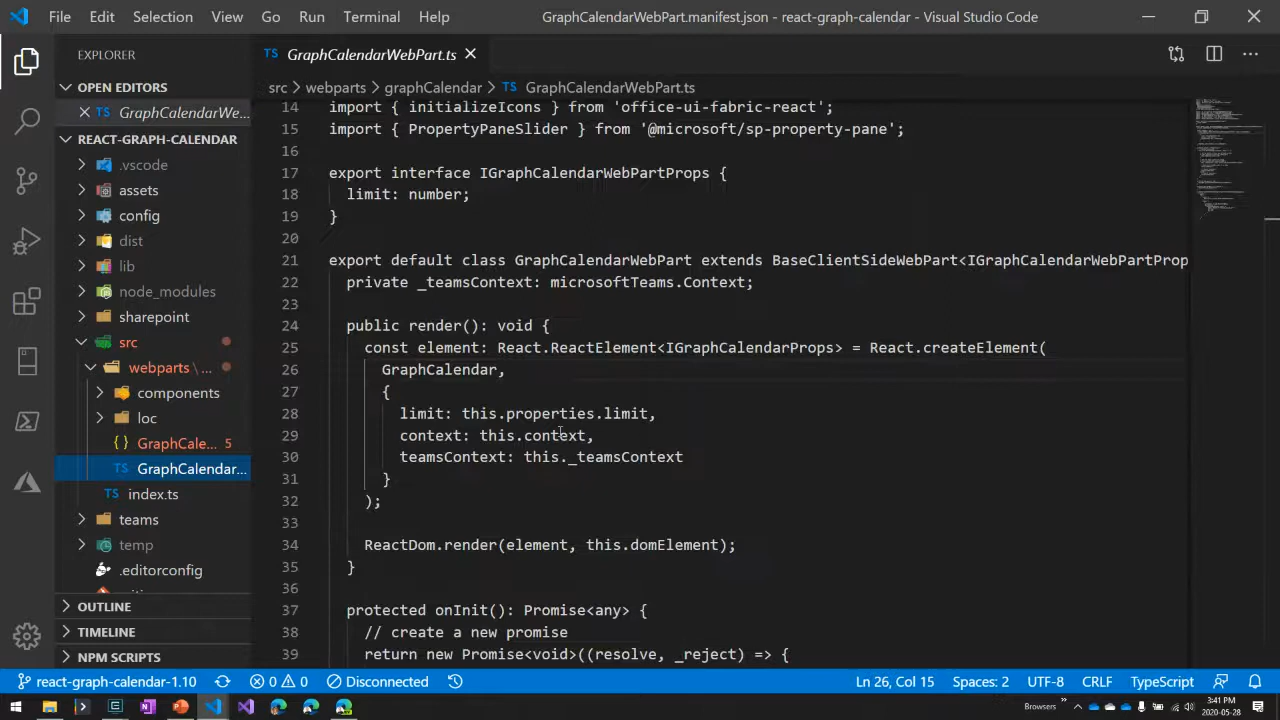 File Edit Selection View Go Run Terminal Help GraphCalendarWebPart.manifest.json - react-graph-calendar - Visual Studio Code
EXPLORER
OPEN EDITORS
TS GraphCalendarWe...
REACT-GRAPH-CALENDAR
.vscode
assets
config
dist
lib
node_modules
sharepoint
src
webparts \ ...
components
loc
{} GraphCale... 5
TS GraphCalendar...
TS index.ts
teams
temp
.editorconfig
OUTLINE
TIMELINE
NPM SCRIPTS
TS GraphCalendarWebPart.ts
src > webparts > graphCalendar > TS GraphCalendarWebPart.ts
14 import { initializeIcons } from 'office-ui-fabric-react';
15 import { PropertyPaneSlider } from '@microsoft/sp-property-pane';
16
17 export interface IGraphCalendarWebPartProps {
18 limit: number;
19 }
20
21 export default class GraphCalendarWebPart extends BaseClientSideWebPart<IGraphCalendarWebPartProp
22 private _teamsContext: microsoftTeams.Context;
23
24 public render(): void {
25 const element: React.ReactElement<IGraphCalendarProps> = React.createElement(
26 GraphCalendar,
27 {
28 limit: this.properties.limit,
29 context: this.context,
30 teamsContext: this._teamsContext
31 }
32 );
33
34 ReactDom.render(element, this.domElement);
35 }
36
37 protected onInit(): Promise<any> {
38 // create a new promise
39 return new Promise<void>((resolve, _reject) => {
react-graph-calendar-1.10 0 0 Disconnected Ln 26, Col 15 Spaces: 2 UTF-8 CRLF TypeScript
Browsers 3:41 PM
2020-05-28